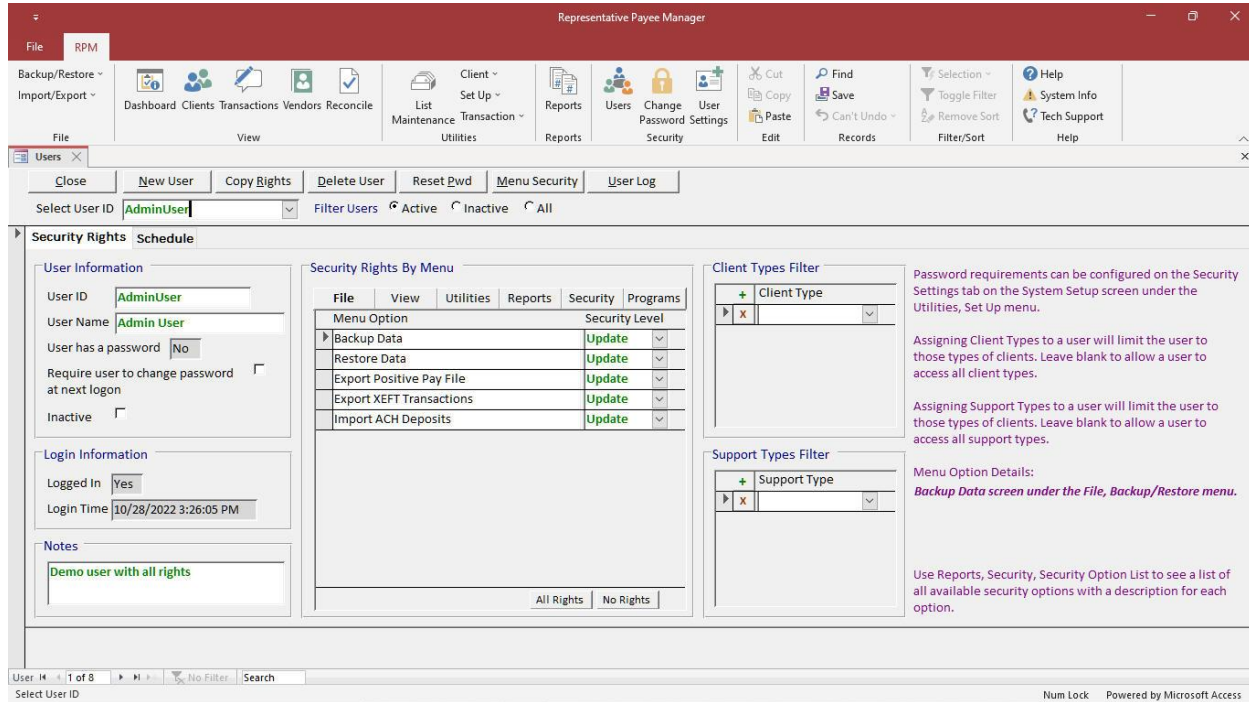 Representative Payee Manager
File RPM
Backup/Restore
Import/Export
Dashboard Clients Transactions Vendors Reconcile
List Maintenance
Client
Set Up
Transaction
Reports
Users Change Password User Settings
Cut
Copy
Paste
Find
Save
Can't Undo
Selection
Toggle Filter
Remove Sort
Help
System Info
Tech Support
File View Utilities Reports Security Edit Records Filter/Sort Help
Users
Close New User Copy Rights Delete User Reset Pwd Menu Security User Log
Select User ID AdminUser Filter Users Active Inactive All
Security Rights Schedule
User Information
User ID AdminUser
User Name Admin User
User has a password No
Require user to change password
at next logon
Inactive
Login Information
Logged In Yes
Login Time 10/28/2022 3:26:05 PM
Notes
Demo user with all rights
Security Rights By Menu
File View Utilities Reports Security Programs
Menu Option Security Level
Backup Data Update
Restore Data Update
Export Positive Pay File Update
Export XEFT Transactions Update
Import ACH Deposits Update
All Rights No Rights
Client Types Filter
+ Client Type
X
Support Types Filter
+ Support Type
X
Password requirements can be configured on the Security
Settings tab on the System Setup screen under the
Utilities, Set Up menu.
Assigning Client Types to a user will limit the user to
those types of clients. Leave blank to allow a user to
access all client types.
Assigning Support Types to a user will limit the user to
those types of clients. Leave blank to allow a user to
access all support types.
Menu Option Details:
Backup Data screen under the File, Backup/Restore menu.
Use Reports, Security, Security Option List to see a list of
all available security options with a description for each
option.
User 1 of 8 No Filter Search
Select User ID Num Lock Powered by Microsoft Access